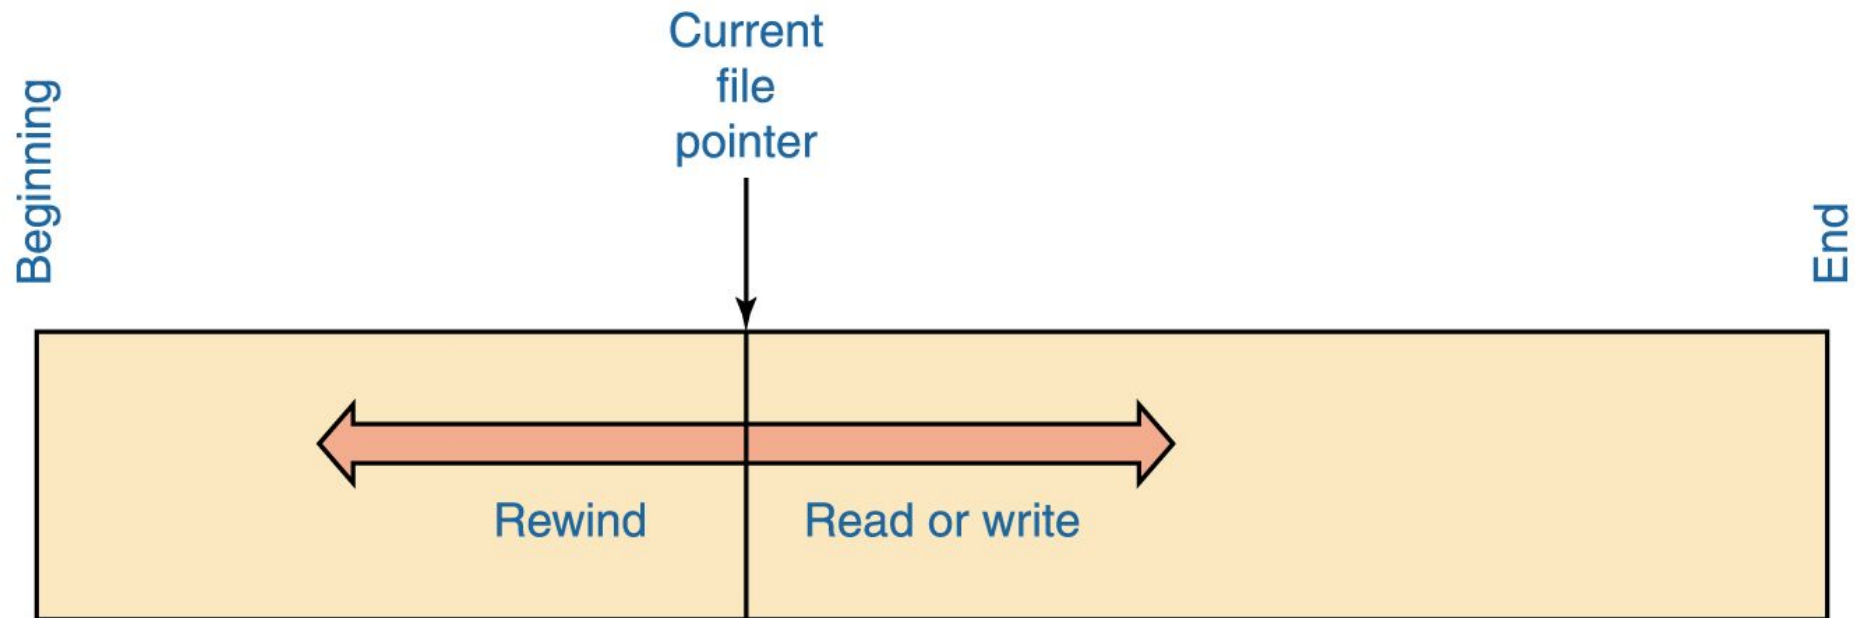 Current
file
pointer
Beginning
End
Rewind
Read or write